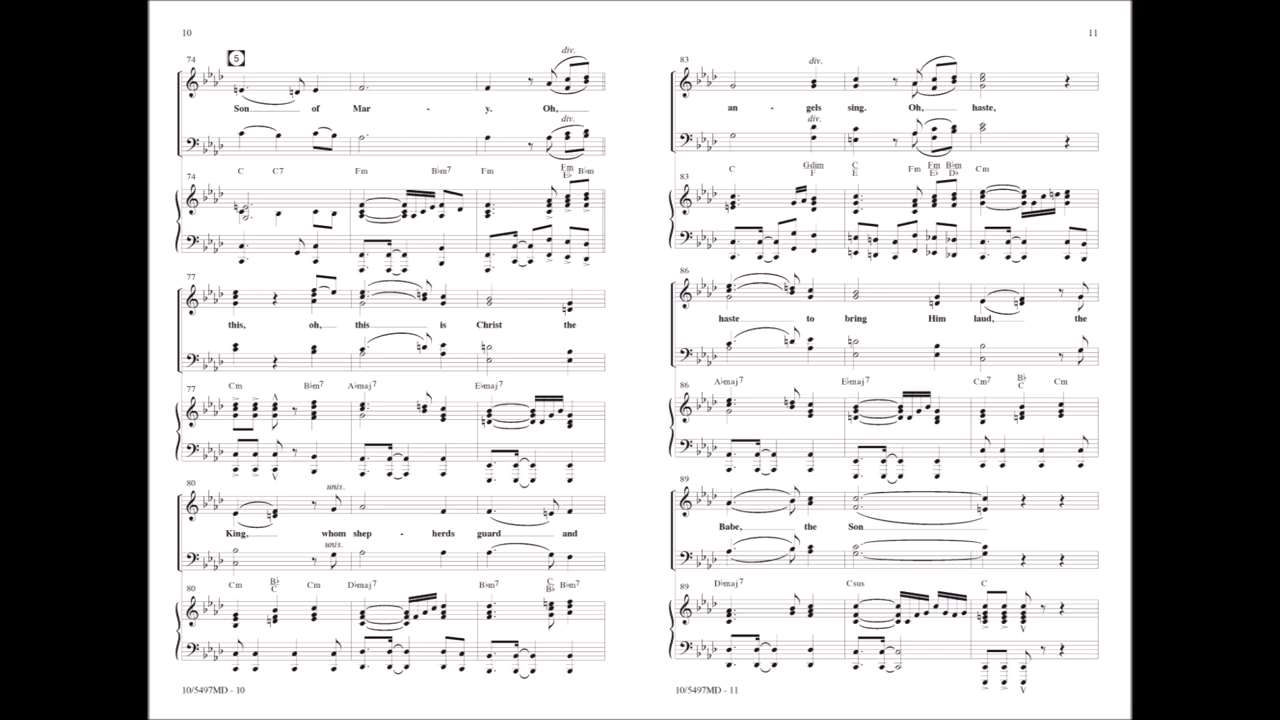 10
74
5
div.
Son of Mar - y. Oh,
div.
C C7 Fm B♭m7 Fm Fm/E♭ B♭m
74
77
this, oh, this is Christ the
77
Cm B♭m7 A♭maj7 E♭maj7
80
unis.
King, whom shep - herds guard and
unis.
Cm B♭/C Cm D♭maj7 B♭m7 C/B♭ B♭m7
80
10/5497MD - 10
11
83
div.
an - gels sing. Oh, haste,
div.
C Gdim/F C/E Fm Fm/E♭ B♭m/D♭ Cm
83
86
haste to bring Him laud, the
A♭maj7 E♭maj7 Cm7 B♭/C Cm
86
89
Babe, the Son
D♭maj7 Csus C
89
10/5497MD - 11